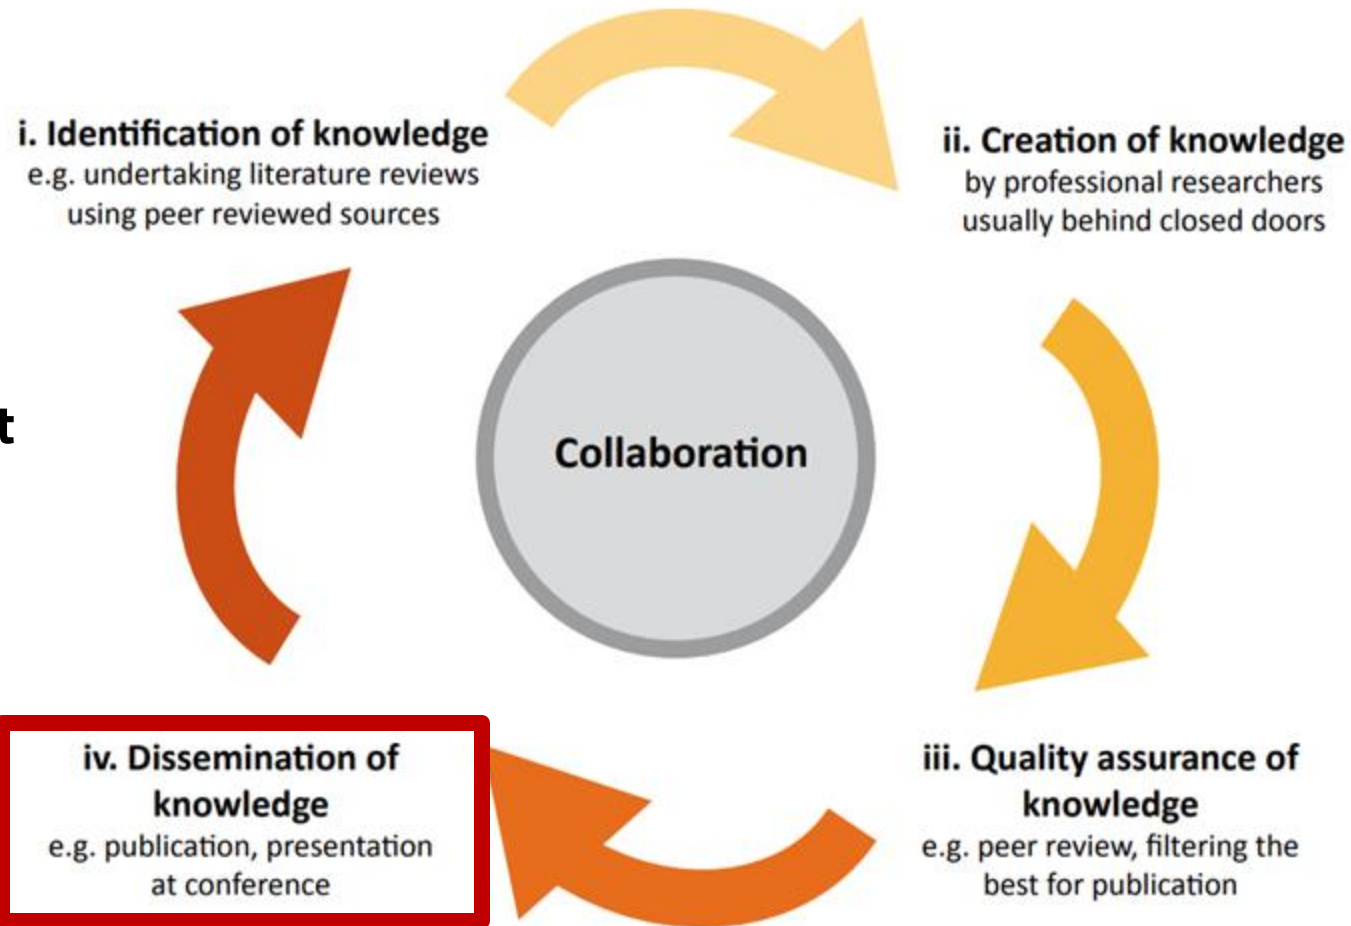 i. Identification of knowledge
e.g. undertaking literature reviews
using peer reviewed sources
ii. Creation of knowledge
by professional researchers
usually behind closed doors
t
Collaboration
iv. Dissemination of
knowledge
e.g. publication, presentation
at conference
iii. Quality assurance of
knowledge
e.g. peer review, filtering the
best for publication